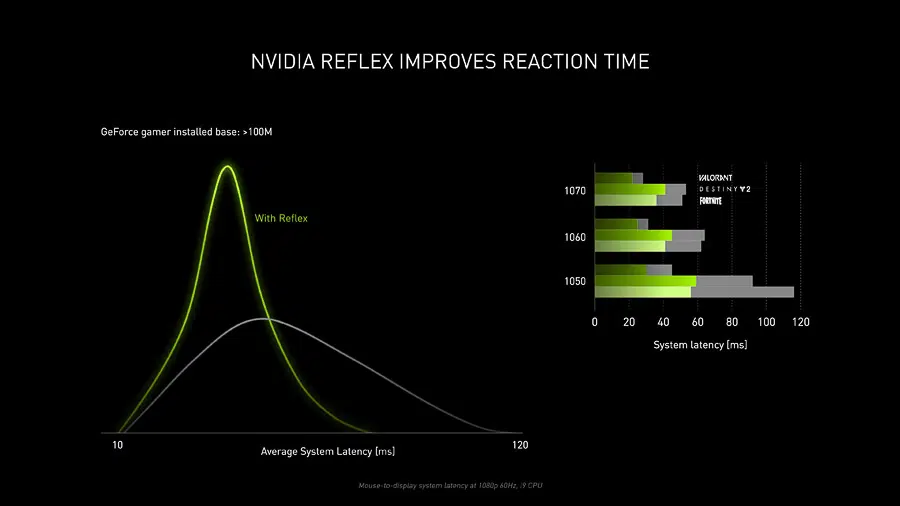 NVIDIA REFLEX IMPROVES REACTION TIME
GeForce gamer installed base: >100M
With Reflex
10
120
Average System Latency [ms]
VALORANT
1070
DESTINY 2
FORTNITE
1060
1050
0 20 40 60 80 100 120
System latency [ms]
Mouse-to-display system latency at 1080p 60Hz, i9 CPU